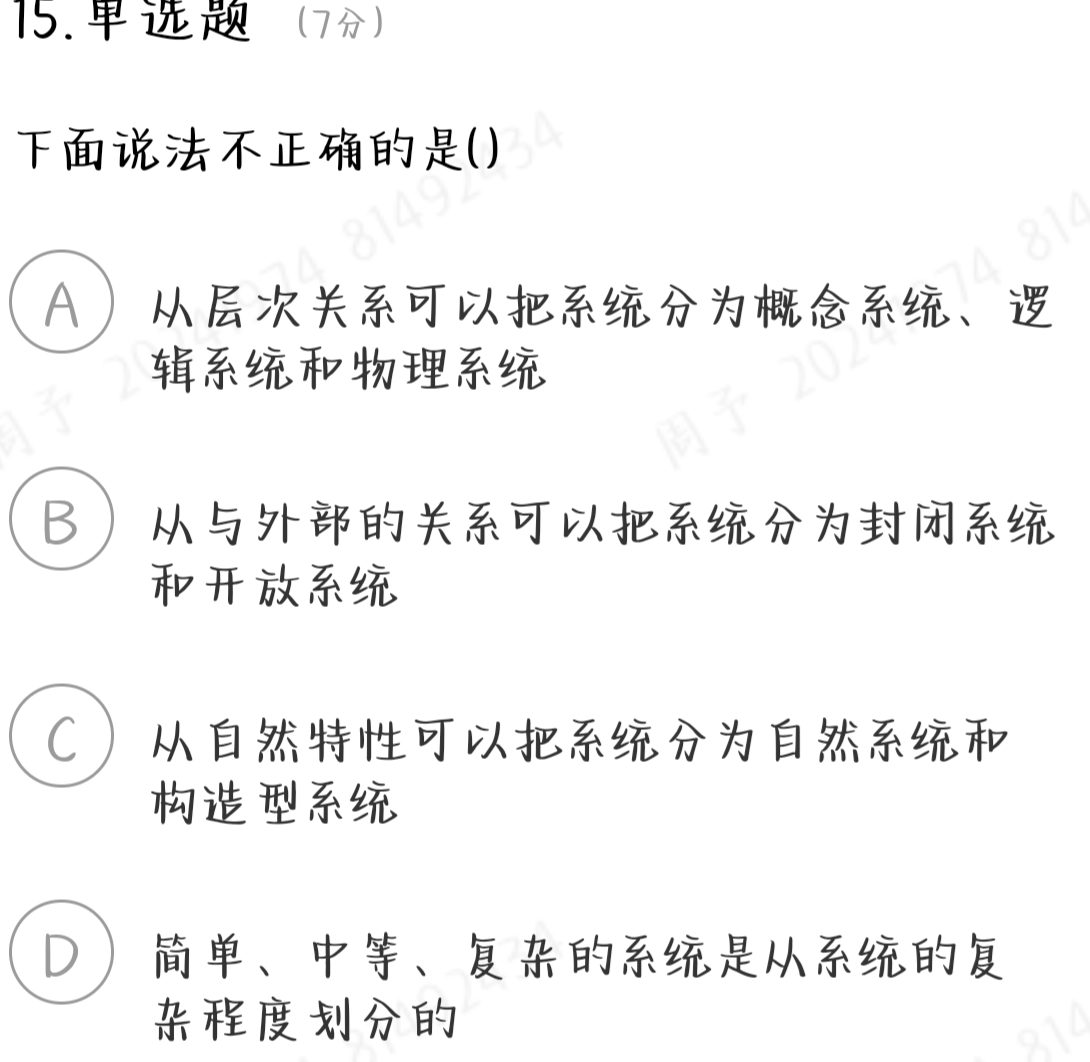 15.单选题 (7分)
下面说法不正确的是()
A 从层次关系可以把系统分为概念系统、逻
辑系统和物理系统
B 从与外部的关系可以把系统分为封闭系统
和开放系统
C 从自然特性可以把系统分为自然系统和
构造型系统
D 简单、中等、复杂的系统是从系统的复
杂程度划分的